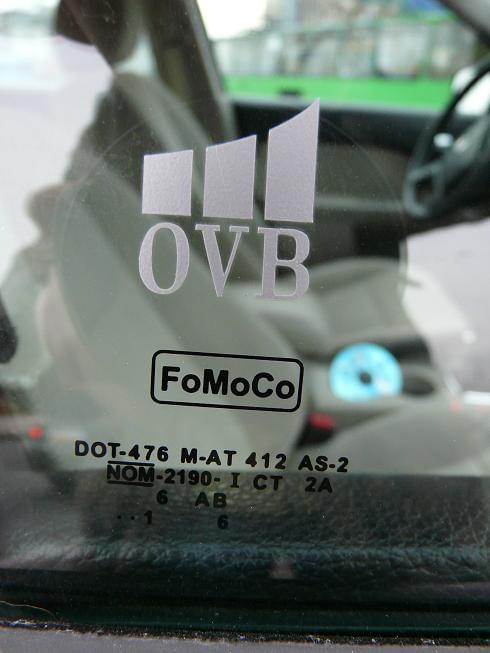 OVB
FoMoCo
DOT-476 M-AT 412 AS-2
NOM-2190- I CT 2A
6 AB
..1 6